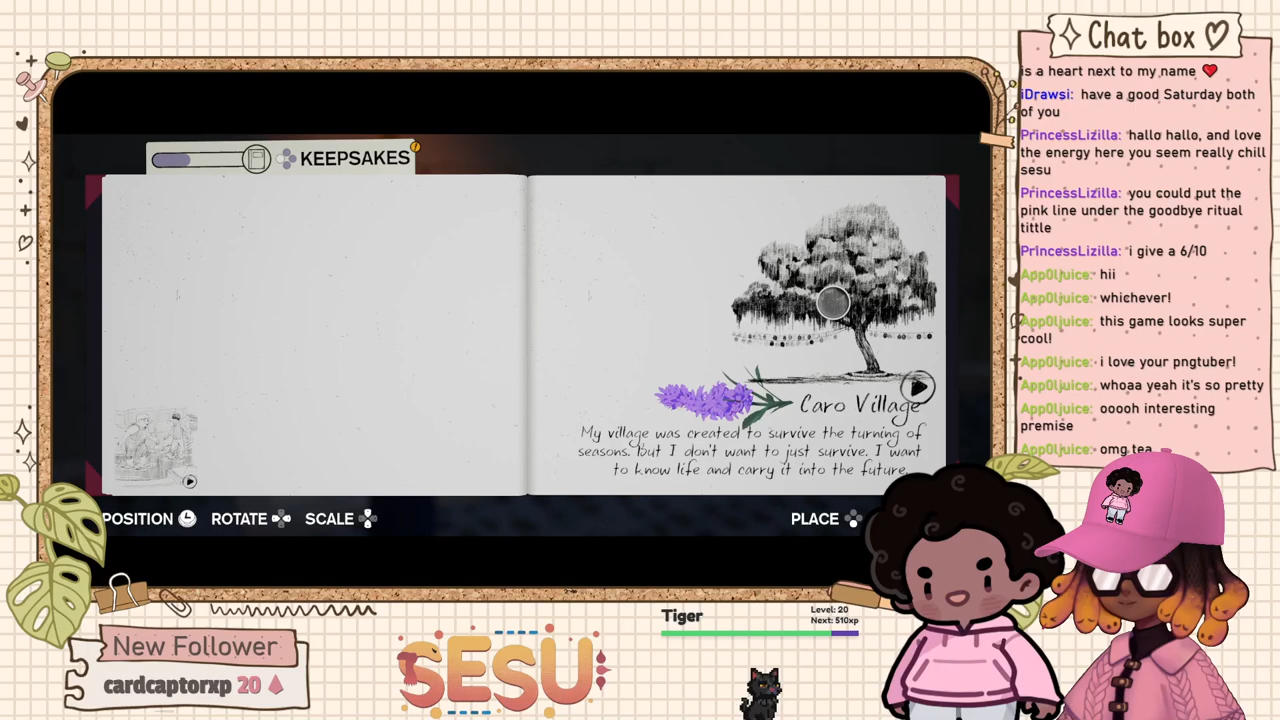 Chat box
is a heart next to my name
iDrawsi: have a good Saturday both
of you
PrincessLizilla: hallo hallo, and love
the energy here you seem really chill
sesu
PrincessLizilla: you could put the
pink line under the goodbye ritual
tittle
PrincessLizilla: i give a 6/10
App0ljuice: hii
App0ljuice: whichever!
App0ljuice: this game looks super
cool!
App0ljuice: i love your pngtuber!
App0ljuice: whoaa yeah it's so pretty
App0ljuice: ooooh interesting
premise
App0ljuice: omg tea
KEEPSAKES
Caro Village
My village was created to survive the turning of
seasons. but I don't want to just survive. I want
to know life and carry it into the future.
POSITION ROTATE SCALE PLACE
New Follower
cardcaptorxp 20
SESU
Tiger
Level: 20
Next: 510xp